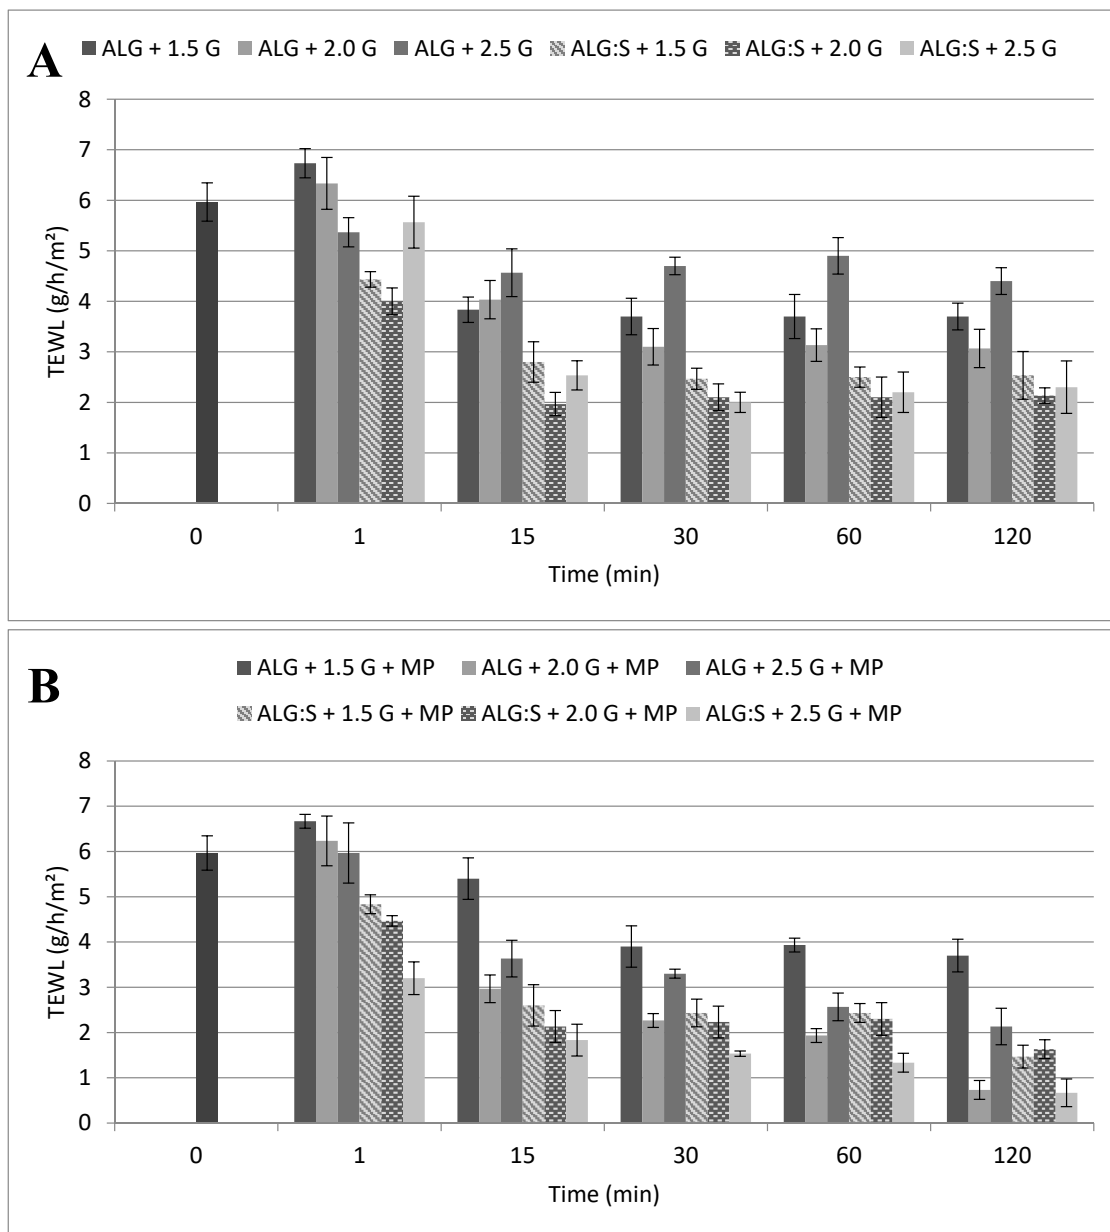 A
ALG + 1.5 G ALG + 2.0 G ALG + 2.5 G ALG:S + 1.5 G ALG:S + 2.0 G ALG:S + 2.5 G
8
7
6
5
4
3
2
1
0
TEWL (g/h/m²)
0 1 15 30 60 120
Time (min)
B
ALG + 1.5 G + MP ALG + 2.0 G + MP ALG + 2.5 G + MP
ALG:S + 1.5 G + MP ALG:S + 2.0 G + MP ALG:S + 2.5 G + MP
8
7
6
5
4
3
2
1
0
TEWL (g/h/m²)
0 1 15 30 60 120
Time (min)